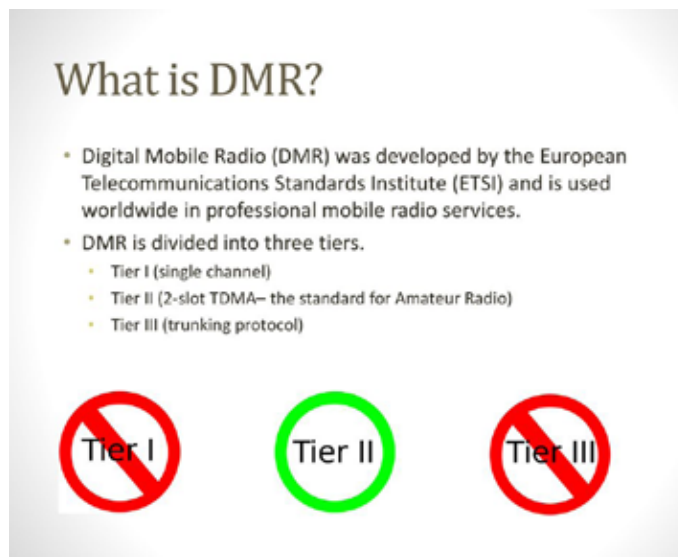 What is DMR?
• Digital Mobile Radio (DMR) was developed by the European
Telecommunications Standards Institute (ETSI) and is used
worldwide in professional mobile radio services.
• DMR is divided into three tiers.
• Tier I (single channel)
• Tier II (2-slot TDMA– the standard for Amateur Radio)
• Tier III (trunking protocol)
Tier I
Tier II
Tier III